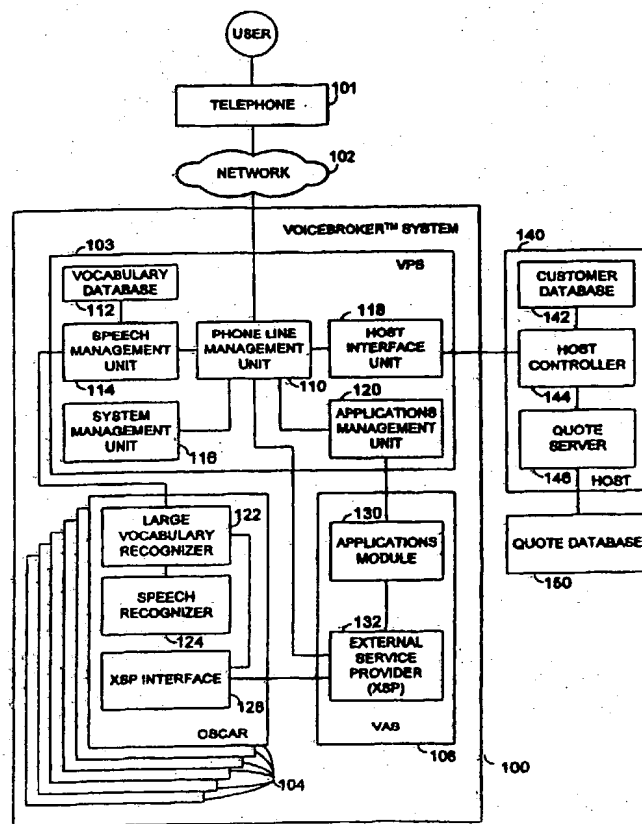 USER
101
TELEPHONE
102
NETWORK
VOICEBROKER™ SYSTEM
103
VPS
VOCABULARY
DATABASE
112
SPEECH
MANAGEMENT
UNIT
114
SYSTEM
MANAGEMENT
UNIT
116
PHONE LINE
MANAGEMENT
UNIT
110
118
HOST
INTERFACE
UNIT
120
APPLICATIONS
MANAGEMENT
UNIT
140
CUSTOMER
DATABASE
142
HOST
CONTROLLER
144
QUOTE
SERVER
146
HOST
QUOTE DATABASE
150
122
LARGE
VOCABULARY
RECOGNIZER
SPEECH
RECOGNIZER
124
XSP INTERFACE
126
OSCAR
104
130
APPLICATIONS
MODULE
132
EXTERNAL
SERVICE
PROVIDER
(XSP)
VAS
106
100